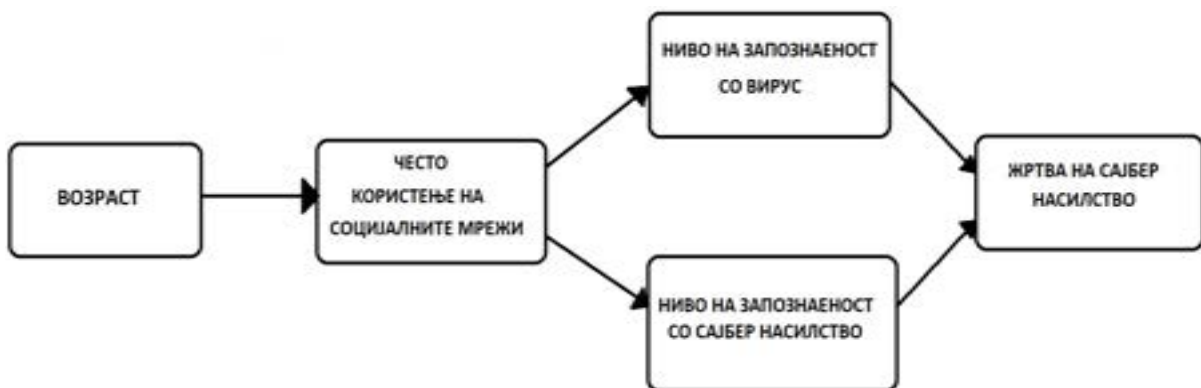 ВОЗРАСТ
ЧЕСТО
КОРИСТЕЊЕ НА
СОЦИЈАЛНИТЕ МРЕЖИ
НИВО НА ЗАПОЗНАЕНОСТ
СО ВИРУС
НИВО НА ЗАПОЗНАЕНОСТ
СО САЈБЕР НАСИЛСТВО
ЖРТВА НА САЈБЕР
НАСИЛСТВО